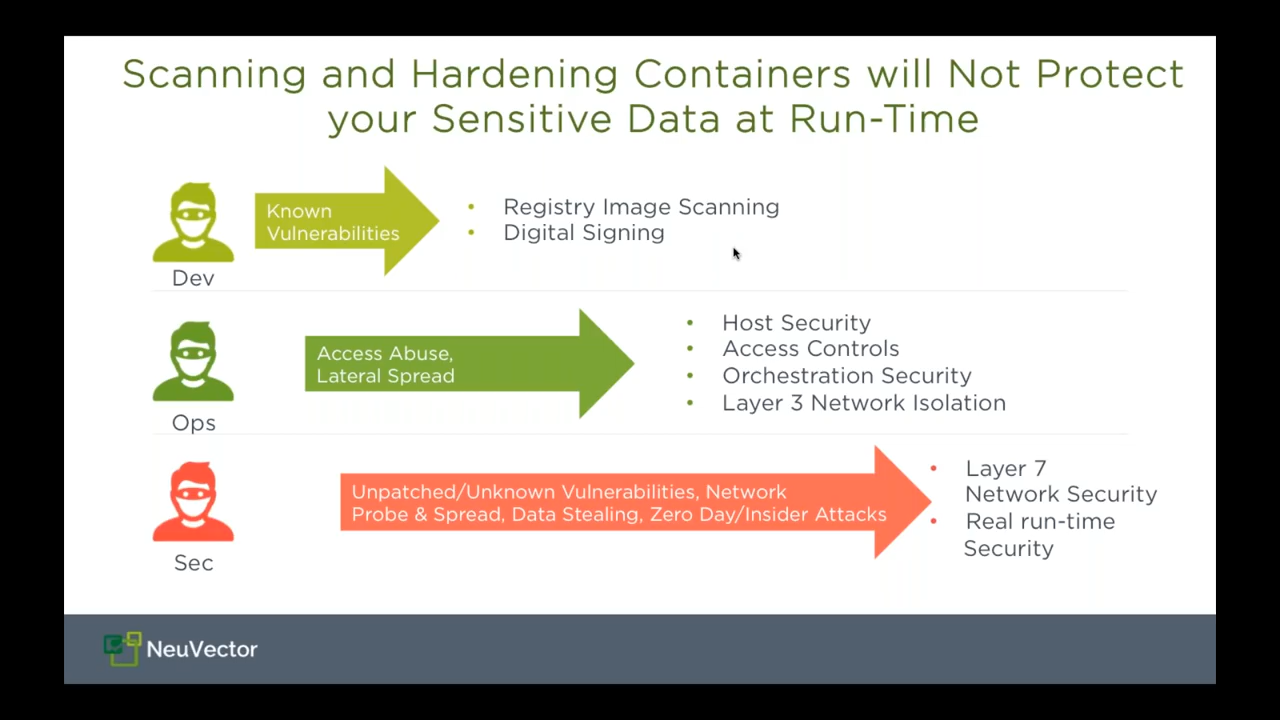 Scanning and Hardening Containers will Not Protect
your Sensitive Data at Run-Time
Known
Vulnerabilities
• Registry Image Scanning
• Digital Signing
Dev
Access Abuse,
Lateral Spread
• Host Security
• Access Controls
• Orchestration Security
• Layer 3 Network Isolation
Ops
Unpatched/Unknown Vulnerabilities, Network
Probe & Spread, Data Stealing, Zero Day/Insider Attacks
• Layer 7
Network Security
• Real run-time
Security
Sec
NeuVector